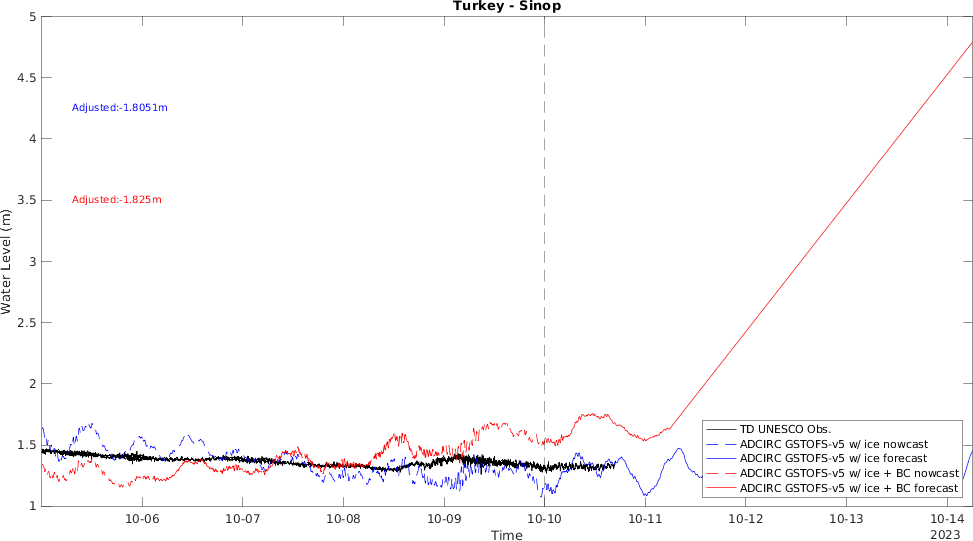 Turkey - Sinop
5
4.5
Adjusted:-1.8051m
4
3.5
Adjusted:-1.825m
3
Water Level (m)
2.5
2
1.5
1
TD UNESCO Obs.
ADCIRC GSTOFS-v5 w/ ice nowcast
ADCIRC GSTOFS-v5 w/ ice forecast
ADCIRC GSTOFS-v5 w/ ice + BC nowcast
ADCIRC GSTOFS-v5 w/ ice + BC forecast
10-06 10-07 10-08 10-09 10-10 10-11 10-12 10-13 10-14
Time
2023